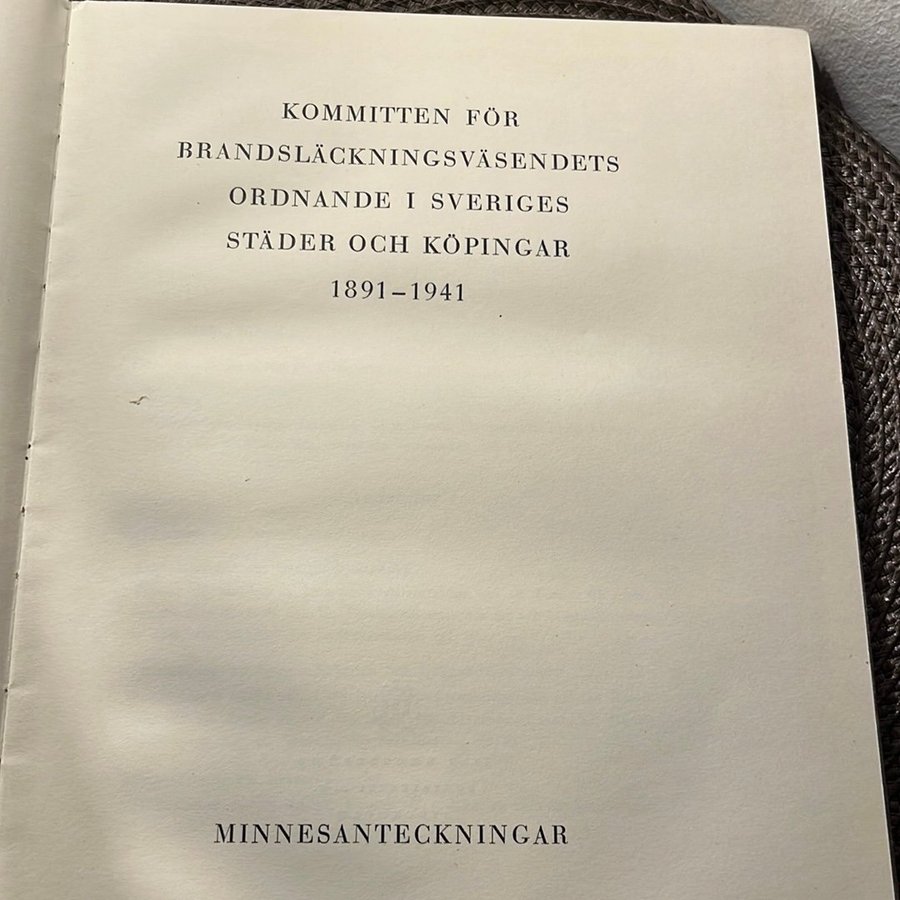 KOMMITTEN FÖR
BRANDSLÄCKNINGSVÄSENDETS
ORDNANDE I SVERIGES
STÄDER OCH KÖPINGAR
1891–1941
MINNESANTECKNINGAR